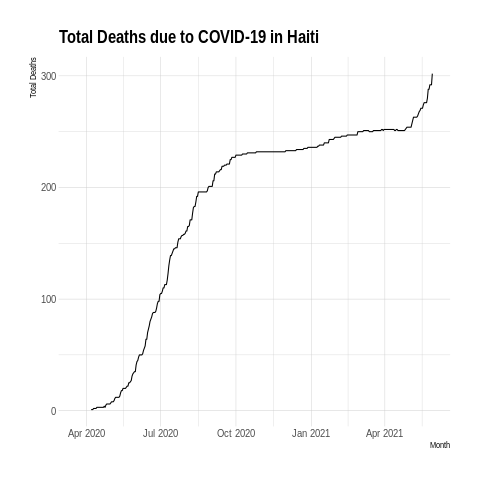 Total Deaths due to COVID-19 in Haiti
Total Deaths
300
200
100
0
Apr 2020 Jul 2020 Oct 2020 Jan 2021 Apr 2021
Month